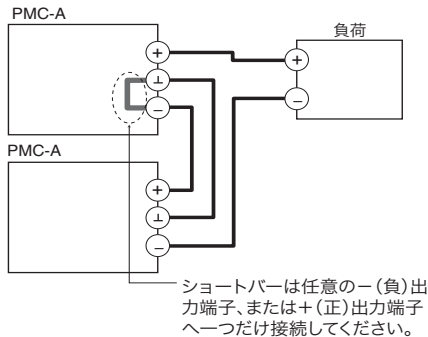 PMC-A
負荷
+
⊥
−
+
−
PMC-A
+
⊥
−
ショートバーは任意の−(負)出
力端子、または+(正)出力端子
へ一つだけ接続してください。